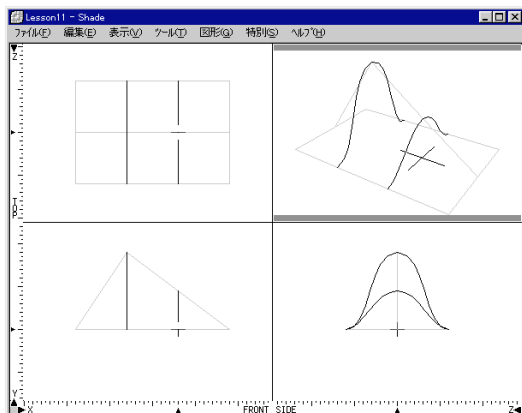 Lesson11 - Shade
ファイル(F) 編集(E) 表示(V) ツール(T) 図形(G) 特別(S) ヘルプ(H)
Z
TOP
Y
X FRONT SIDE Z